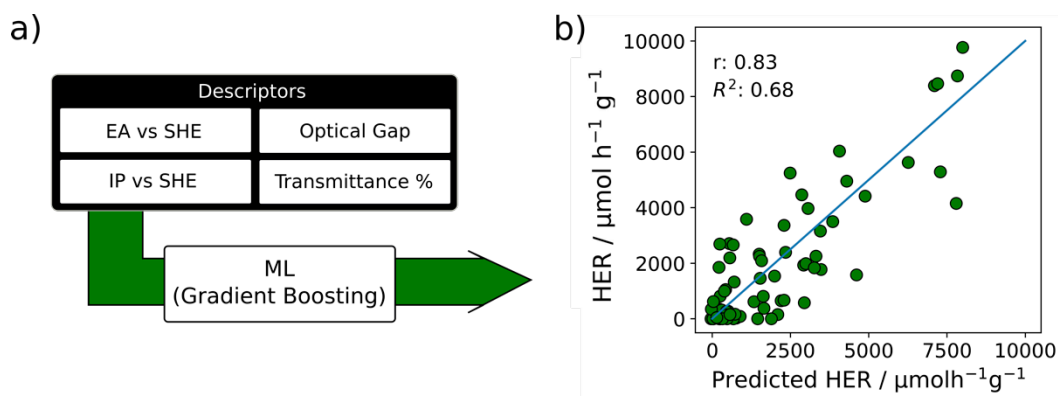 a)
Descriptors
EA vs SHE
Optical Gap
IP vs SHE
Transmittance %
ML
(Gradient Boosting)
b)
r: 0.83
R²: 0.68
HER / μmol h⁻¹ g⁻¹
10000
8000
6000
4000
2000
0
0
2500
5000
7500
10000
Predicted HER / μmolh⁻¹g⁻¹